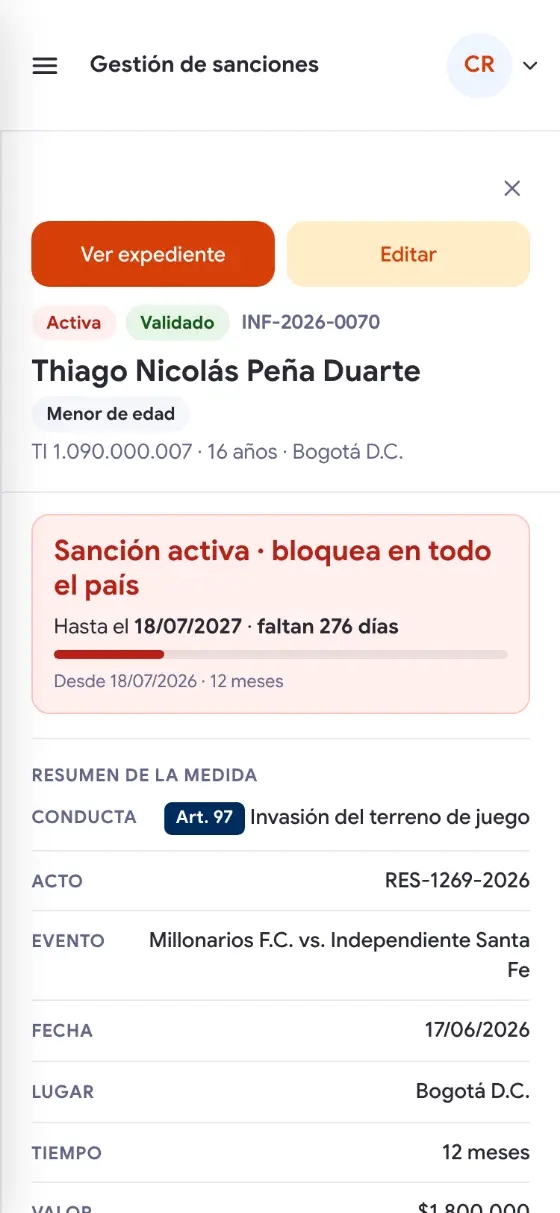 Gestión de sanciones
CR
Ver expediente
Editar
Activa
Validado
INF-2026-0070
Thiago Nicolás Peña Duarte
Menor de edad
TI 1.090.000.007 · 16 años · Bogotá D.C.
Sanción activa · bloquea en todo
el país
Hasta el 18/07/2027 · faltan 276 días
Desde 18/07/2026 · 12 meses
RESUMEN DE LA MEDIDA
CONDUCTA Art. 97 Invasión del terreno de juego
ACTO RES-1269-2026
EVENTO Millonarios F.C. vs. Independiente Santa
Fe
FECHA 17/06/2026
LUGAR Bogotá D.C.
TIEMPO 12 meses
VALOR $1.800.000